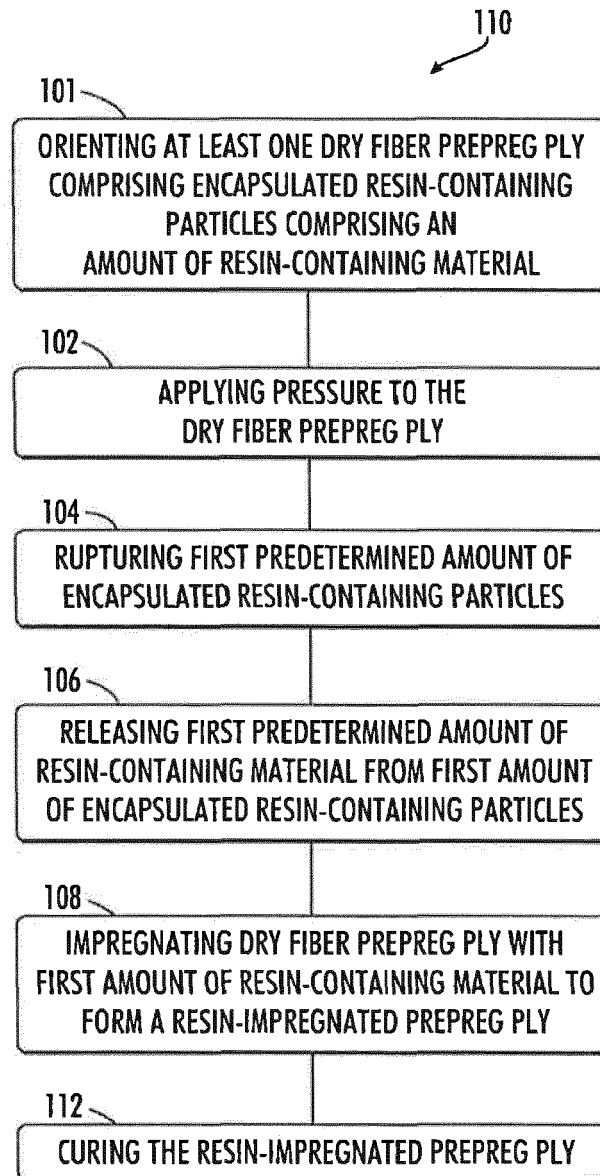 110
101
ORIENTING AT LEAST ONE DRY FIBER PREPREG PLY
COMPRISING ENCAPSULATED RESIN-CONTAINING
PARTICLES COMPRISING AN
AMOUNT OF RESIN-CONTAINING MATERIAL
102
APPLYING PRESSURE TO THE
DRY FIBER PREPREG PLY
104
RUPTURING FIRST PREDETERMINED AMOUNT OF
ENCAPSULATED RESIN-CONTAINING PARTICLES
106
RELEASING FIRST PREDETERMINED AMOUNT OF
RESIN-CONTAINING MATERIAL FROM FIRST AMOUNT
OF ENCAPSULATED RESIN-CONTAINING PARTICLES
108
IMPREGNATING DRY FIBER PREPREG PLY WITH
FIRST AMOUNT OF RESIN-CONTAINING MATERIAL TO
FORM A RESIN-IMPREGNATED PREPREG PLY
112
CURING THE RESIN-IMPREGNATED PREPREG PLY